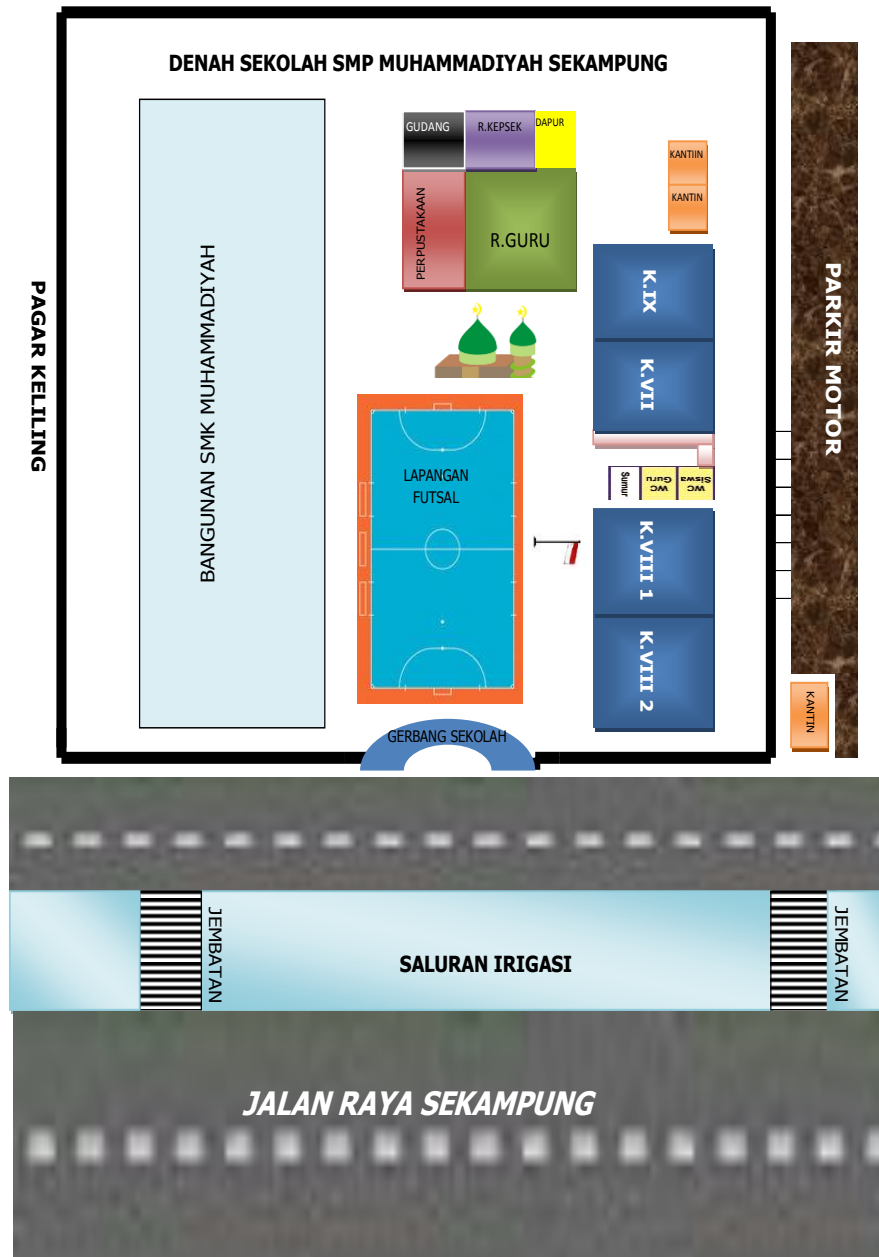 DENAH SEKOLAH SMP MUHAMMADIYAH SEKAMPUNG
GUDANG
R.KEPSEK
DAPUR
KANTIIN
KANTIN
PERPUSTAKAAN
R.GURU
BANGUNAN SMK MUHAMMADIYAH
PAGAR KELILING
PARKIR MOTOR
K.IX
K.VII
LAPANGAN
FUTSAL
Sumur
WC
Guru
WC
Siswa
K.VIII 1
K.VIII 2
KANTIN
GERBANG SEKOLAH
JEMBATAN
SALURAN IRIGASI
JEMBATAN
JALAN RAYA SEKAMPUNG